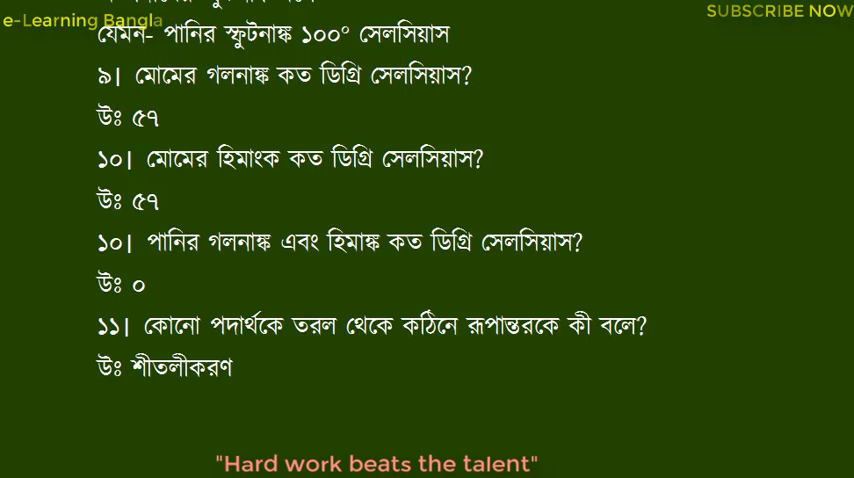 e-Learning Bangla
SUBSCRIBE NOW
যেমন- পানির স্ফুটনাঙ্ক ১০০° সেলসিয়াস
৯। মোমের গলনাঙ্ক কত ডিগ্রি সেলসিয়াস?
উঃ ৫৭
১০। মোমের হিমাংক কত ডিগ্রি সেলসিয়াস?
উঃ ৫৭
১০। পানির গলনাঙ্ক এবং হিমাঙ্ক কত ডিগ্রি সেলসিয়াস?
উঃ ০
১১। কোনো পদার্থকে তরল থেকে কঠিনে রূপান্তরকে কী বলে?
উঃ শীতলীকরণ
"Hard work beats the talent"